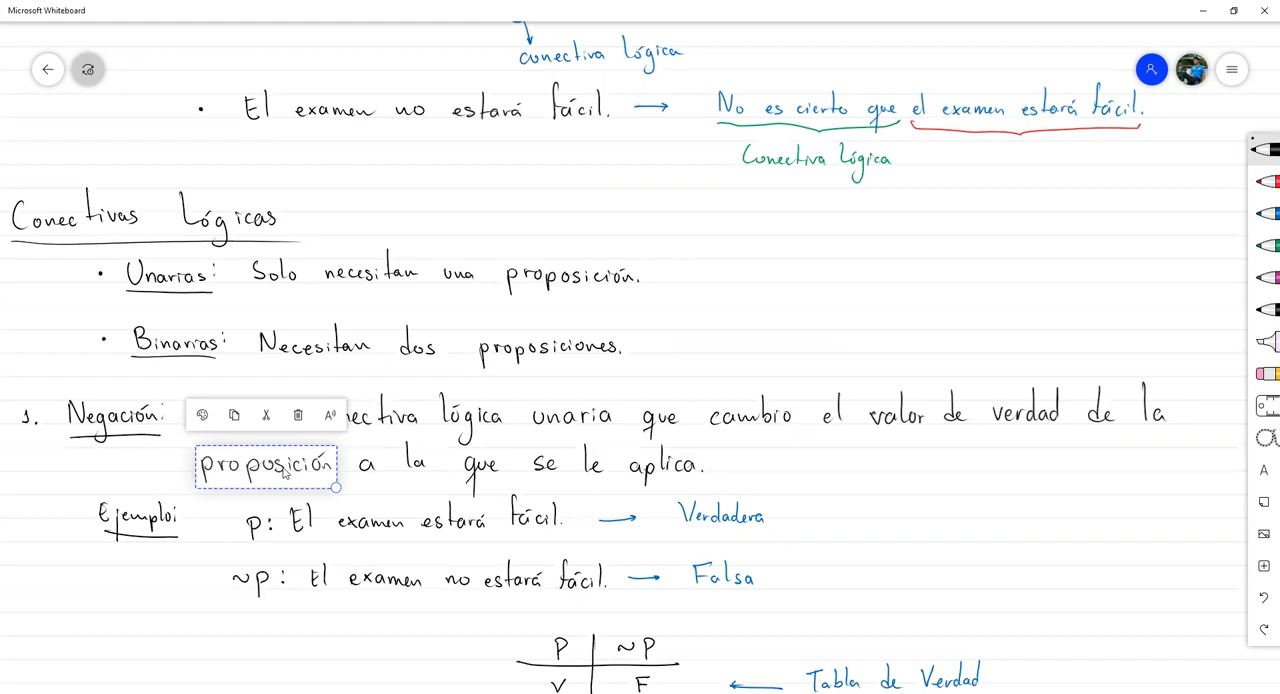 Microsoft Whiteboard
conectiva lógica
• El examen no estará fácil. → No es cierto que el examen estará fácil.
Conectiva lógica
Conectivas Lógicas
• Unarias: Solo necesitan una proposición.
• Binarias: Necesitan dos proposiciones.
1. Negación: nectiva lógica unaria que cambio el valor de verdad de la
proposición a la que se le aplica.
Ejemplo: p: El examen estará fácil. → Verdadera
~p: El examen no estará fácil. → Falsa
P ~P
V F ← Tabla de Verdad